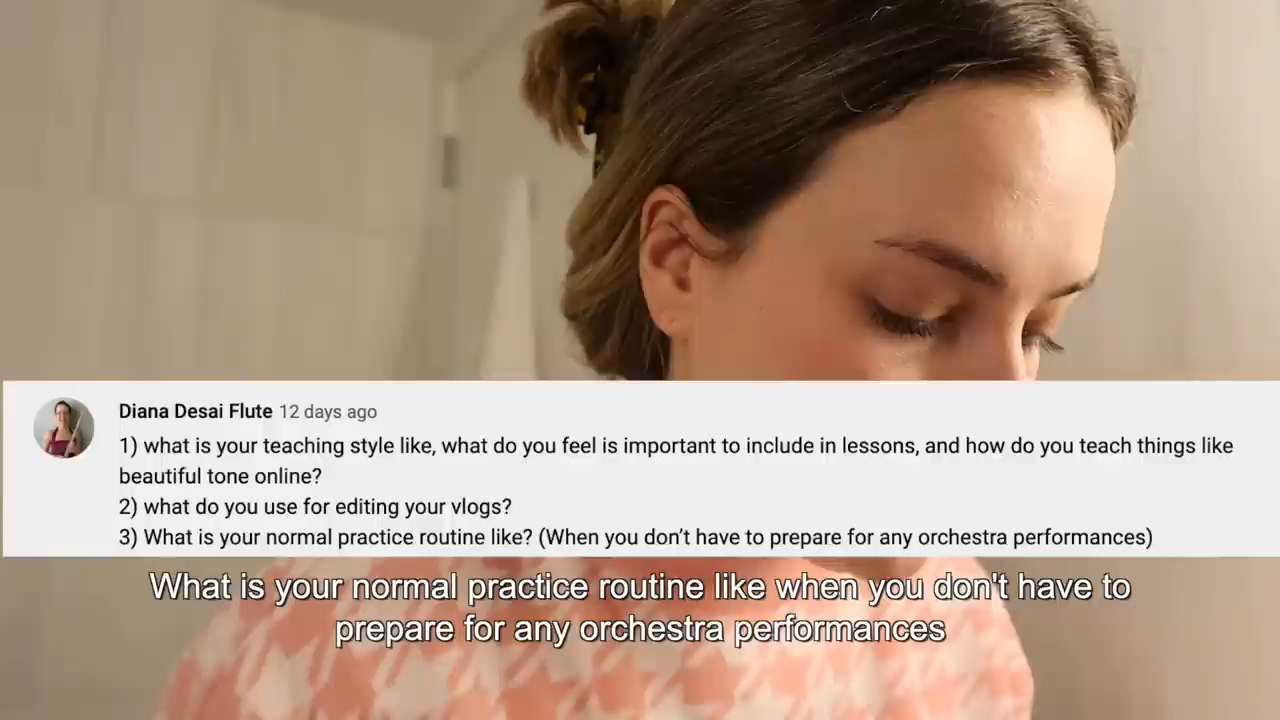 Diana Desai Flute 12 days ago
1) what is your teaching style like, what do you feel is important to include in lessons, and how do you teach things like
beautiful tone online?
2) what do you use for editing your vlogs?
3) What is your normal practice routine like? (When you don’t have to prepare for any orchestra performances)
What is your normal practice routine like when you don't have to
prepare for any orchestra performances